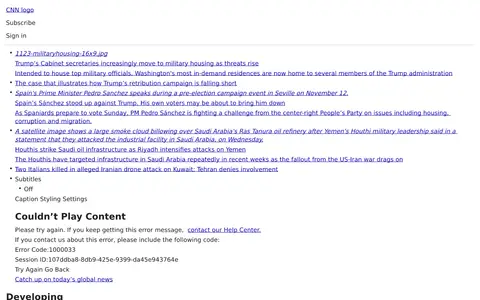 CNN logo
Subscribe
Sign in
1123-militaryhousing-16x9.jpg
Trump's Cabinet secretaries increasingly move to military housing as threats rise
Intended to house top military officials, Washington's most in-demand residences are now home to several members of the Trump administration
The case that illustrates how Trump's retribution campaign is falling short
Spain's Prime Minister Pedro Sanchez speaks during a pre-election campaign event in Seville on November 12.
Spain's Sánchez stood up against Trump. His own voters may be about to bring him down
As Spaniards prepare to vote Sunday, PM Pedro Sánchez is fighting a challenge from the center-right People's Party on issues including housing,
corruption and migration.
A satellite image shows a large smoke cloud billowing over Saudi Arabia's Ras Tanura oil refinery after Yemen's Houthi military leadership said in a
statement that they attacked the industrial facility in Saudi Arabia, on Wednesday.
Houthis strike Saudi oil infrastructure as Riyadh intensifies attacks on Yemen
The Houthis have targeted infrastructure in Saudi Arabia repeatedly in recent weeks as the fallout from the US-Iran war drags on
Two Italians killed in alleged Iranian drone attack on Kuwait; Tehran denies involvement
Subtitles
Off
Caption Styling Settings
Couldn't Play Content
Please try again. If you keep getting this error message, contact our Help Center.
If you contact us about this error, please include the following code:
Error Code:1000033
Session ID:107ddba8-8db9-425e-9399-da45e943764e
Try Again Go Back
Catch up on today's global news
Developing